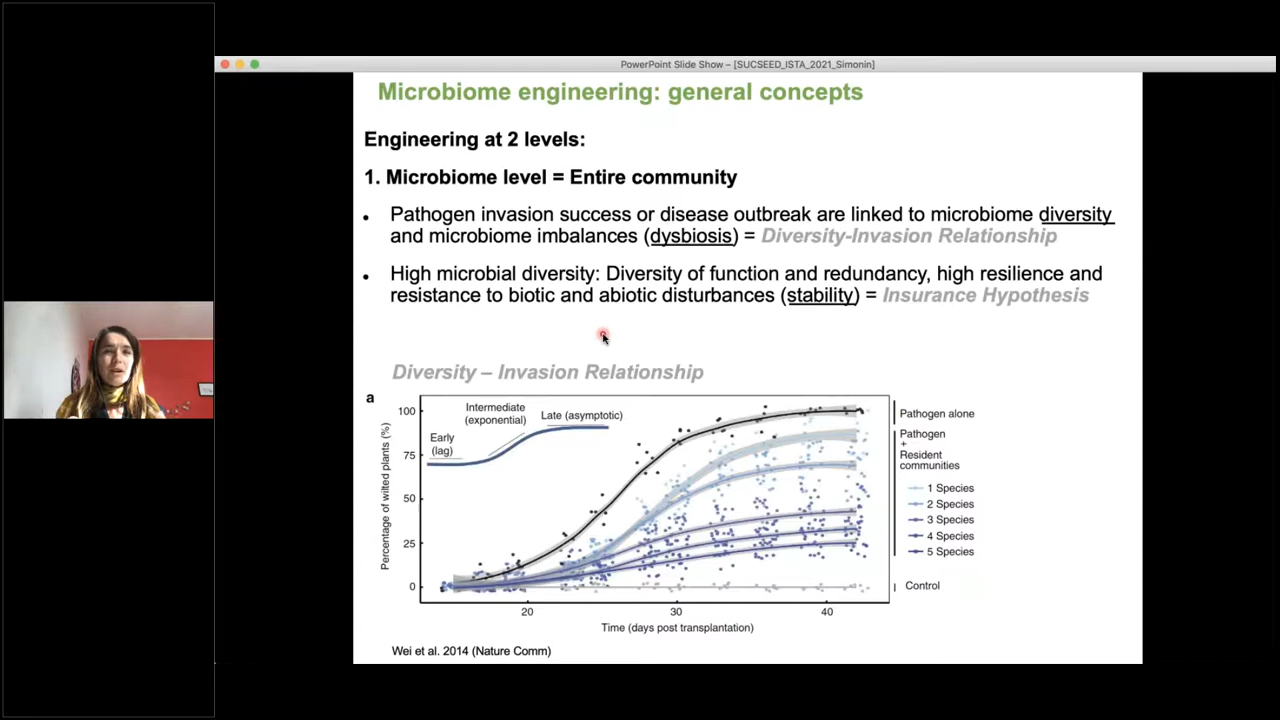 PowerPoint Slide Show – [SUCSEED_ISTA_2021_Simonin]
Microbiome engineering: general concepts
Engineering at 2 levels:
1. Microbiome level = Entire community
• Pathogen invasion success or disease outbreak are linked to microbiome diversity
and microbiome imbalances (dysbiosis) = Diversity-Invasion Relationship
• High microbial diversity: Diversity of function and redundancy, high resilience and
resistance to biotic and abiotic disturbances (stability) = Insurance Hypothesis
Diversity – Invasion Relationship
a
Percentage of wilted plants (%)
100
75
50
25
0
Early
(lag)
Intermediate
(exponential)
Late (asymptotic)
20
30
40
Time (days post transplantation)
Pathogen alone
Pathogen
+
Resident
communities
1 Species
2 Species
3 Species
4 Species
5 Species
Control
Wei et al. 2014 (Nature Comm)